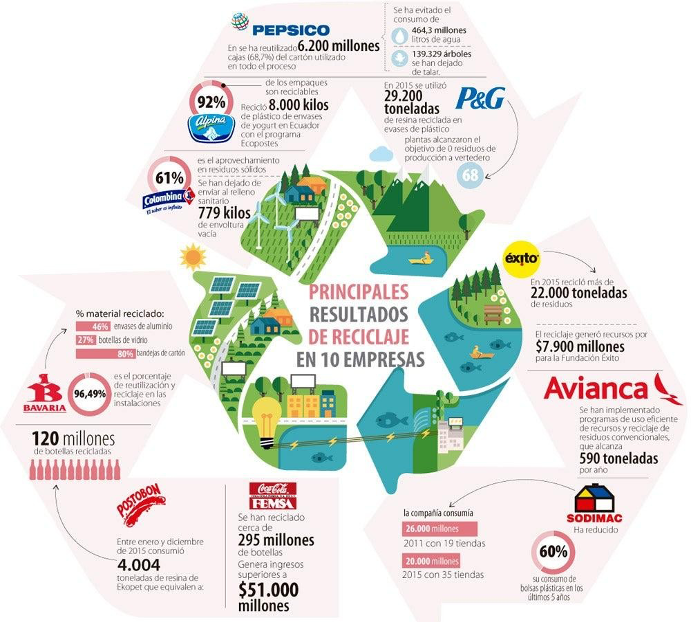 PEPSICO
En se ha reutilizado 6.200 millones
cajas (68,7%) del cartón utilizado
en todo el proceso
Se ha evitado el
consumo de
464,3 millones
litros de agua
139.329 árboles
se han dejado
de talar.
92%
de los empaques
son reciclables
Alpina
Recicló 8.000 kilos
de plástico de envases
de yogurt en Ecuador
con el programa
Ecopostes
En 2015 se utilizó
29.200
toneladas
de resina reciclada en
evases de plástico
P&G
plantas alcanzaron el
objetivo de 0 residuos de
producción a vertedero
68
61%
es el aprovechamiento
en residuos sólidos
Colombina
El sabor es infinito
Se han dejado de
enviar al relleno
sanitario
779 kilos
de envoltura
vacía
PRINCIPALES
RESULTADOS
DE RECICLAJE
EN 10 EMPRESAS
éxito
En 2015 recicló más de
22.000 toneladas
de residuos
El reciclaje generó recursos por
$7.900 millones
para la Fundación Éxito
Avianca
Se han implementado
programas de uso eficiente
de recursos y reciclaje de
residuos convencionales,
que alcanza
590 toneladas
por año
% material reciclado:
46% envases de aluminio
27% botellas de vidrio
80% bandejas de cartón
B
BAVARIA
96,49%
es el porcentaje
de reutilización y
reciclaje en las
instalaciones
120 millones
de botellas recicladas
POSTOBON
Entre enero y diciembre
de 2015 consumió
4.004
toneladas de resina de
Ekopet que equivalen a:
Coca-Cola
FEMSA
Se han reciclado
cerca de
295 millones
de botellas
Genera ingresos
superiores a
$51.000
millones
la compañía consumía
26.000 millones
2011 con 19 tiendas
20.000 millones
2015 con 35 tiendas
SODIMAC
Ha reducido
60%
su consumo de
bolsas plásticas en los
últimos 5 años